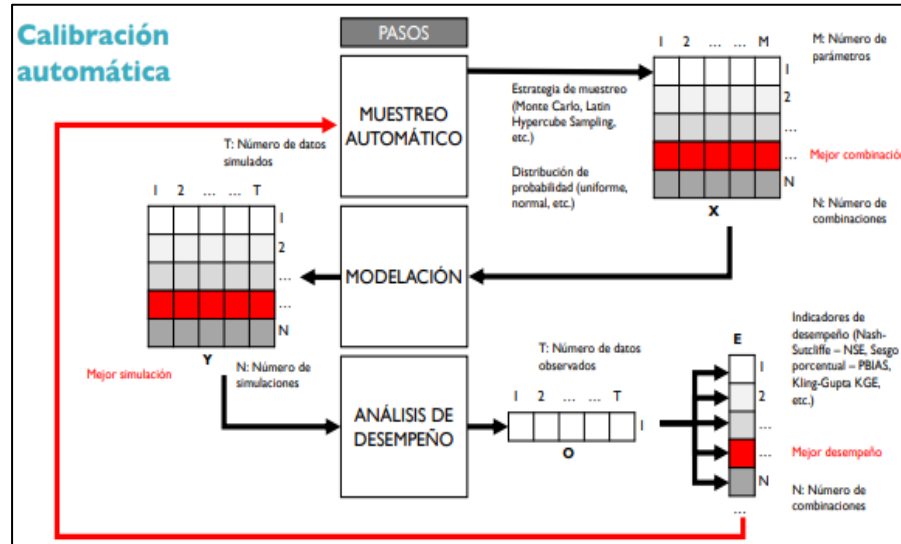 Calibración
automática
PASOS
MUESTREO
AUTOMÁTICO
Estrategia de muestreo
(Monte Carlo, Latin
Hypercube Sampling,
etc.)
Distribución de
probabilidad (uniforme,
normal, etc.)
1 2 ... ... M
1
2
...
...
N
X
M: Número de
parámetros
Mejor combinación
N: Número de
combinaciones
T: Número de datos
simulados
1 2 ... ... T
1
2
...
...
N
Y
Mejor simulación
N: Número de
simulaciones
MODELACIÓN
ANÁLISIS DE
DESEMPEÑO
T: Número de datos
observados
1 2 ... ... T
1
O
E
1
2
...
...
N
...
Indicadores de
desempeño (Nash-
Sutcliffe – NSE, Sesgo
porcentual – PBIAS,
Kling-Gupta KGE,
etc.)
Mejor desempeño
N: Número de
combinaciones